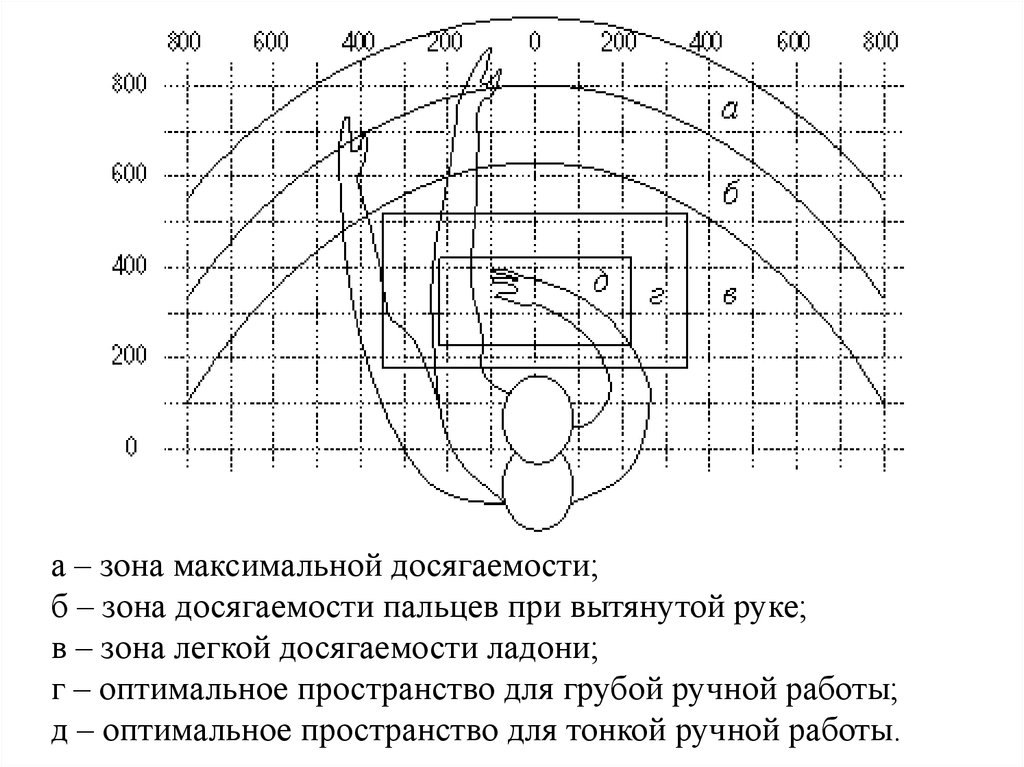 800 600 400 200 0 200 400 600 800
800
а
600
б
400
д г в
200
0
а – зона максимальной досягаемости;
б – зона досягаемости пальцев при вытянутой руке;
в – зона легкой досягаемости ладони;
г – оптимальное пространство для грубой ручной работы;
д – оптимальное пространство для тонкой ручной работы.